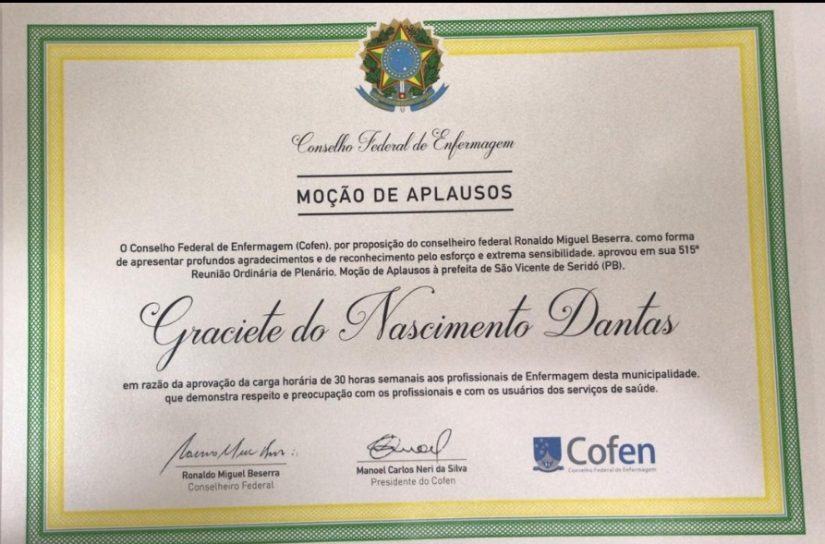 Conselho Federal de Enfermagem
MOÇÃO DE APLAUSOS
O Conselho Federal de Enfermagem (Cofen), por proposição do conselheiro federal Ronaldo Miguel Beserra, como forma
de apresentar profundos agradecimentos e de reconhecimento pelo esforço e extrema sensibilidade, aprovou em sua 515ª
Reunião Ordinária de Plenário, Moção de Aplausos à prefeita de São Vicente de Seridó (PB),
Graciete do Nascimento Dantas
em razão da aprovação da carga horária de 30 horas semanais aos profissionais de Enfermagem desta municipalidade,
que demonstra respeito e preocupação com os profissionais e com os usuários dos serviços de saúde.
Ronaldo Miguel Beserra
Conselheiro Federal
Manoel Carlos Neri da Silva
Presidente do Cofen
Cofen
Conselho Federal de Enfermagem